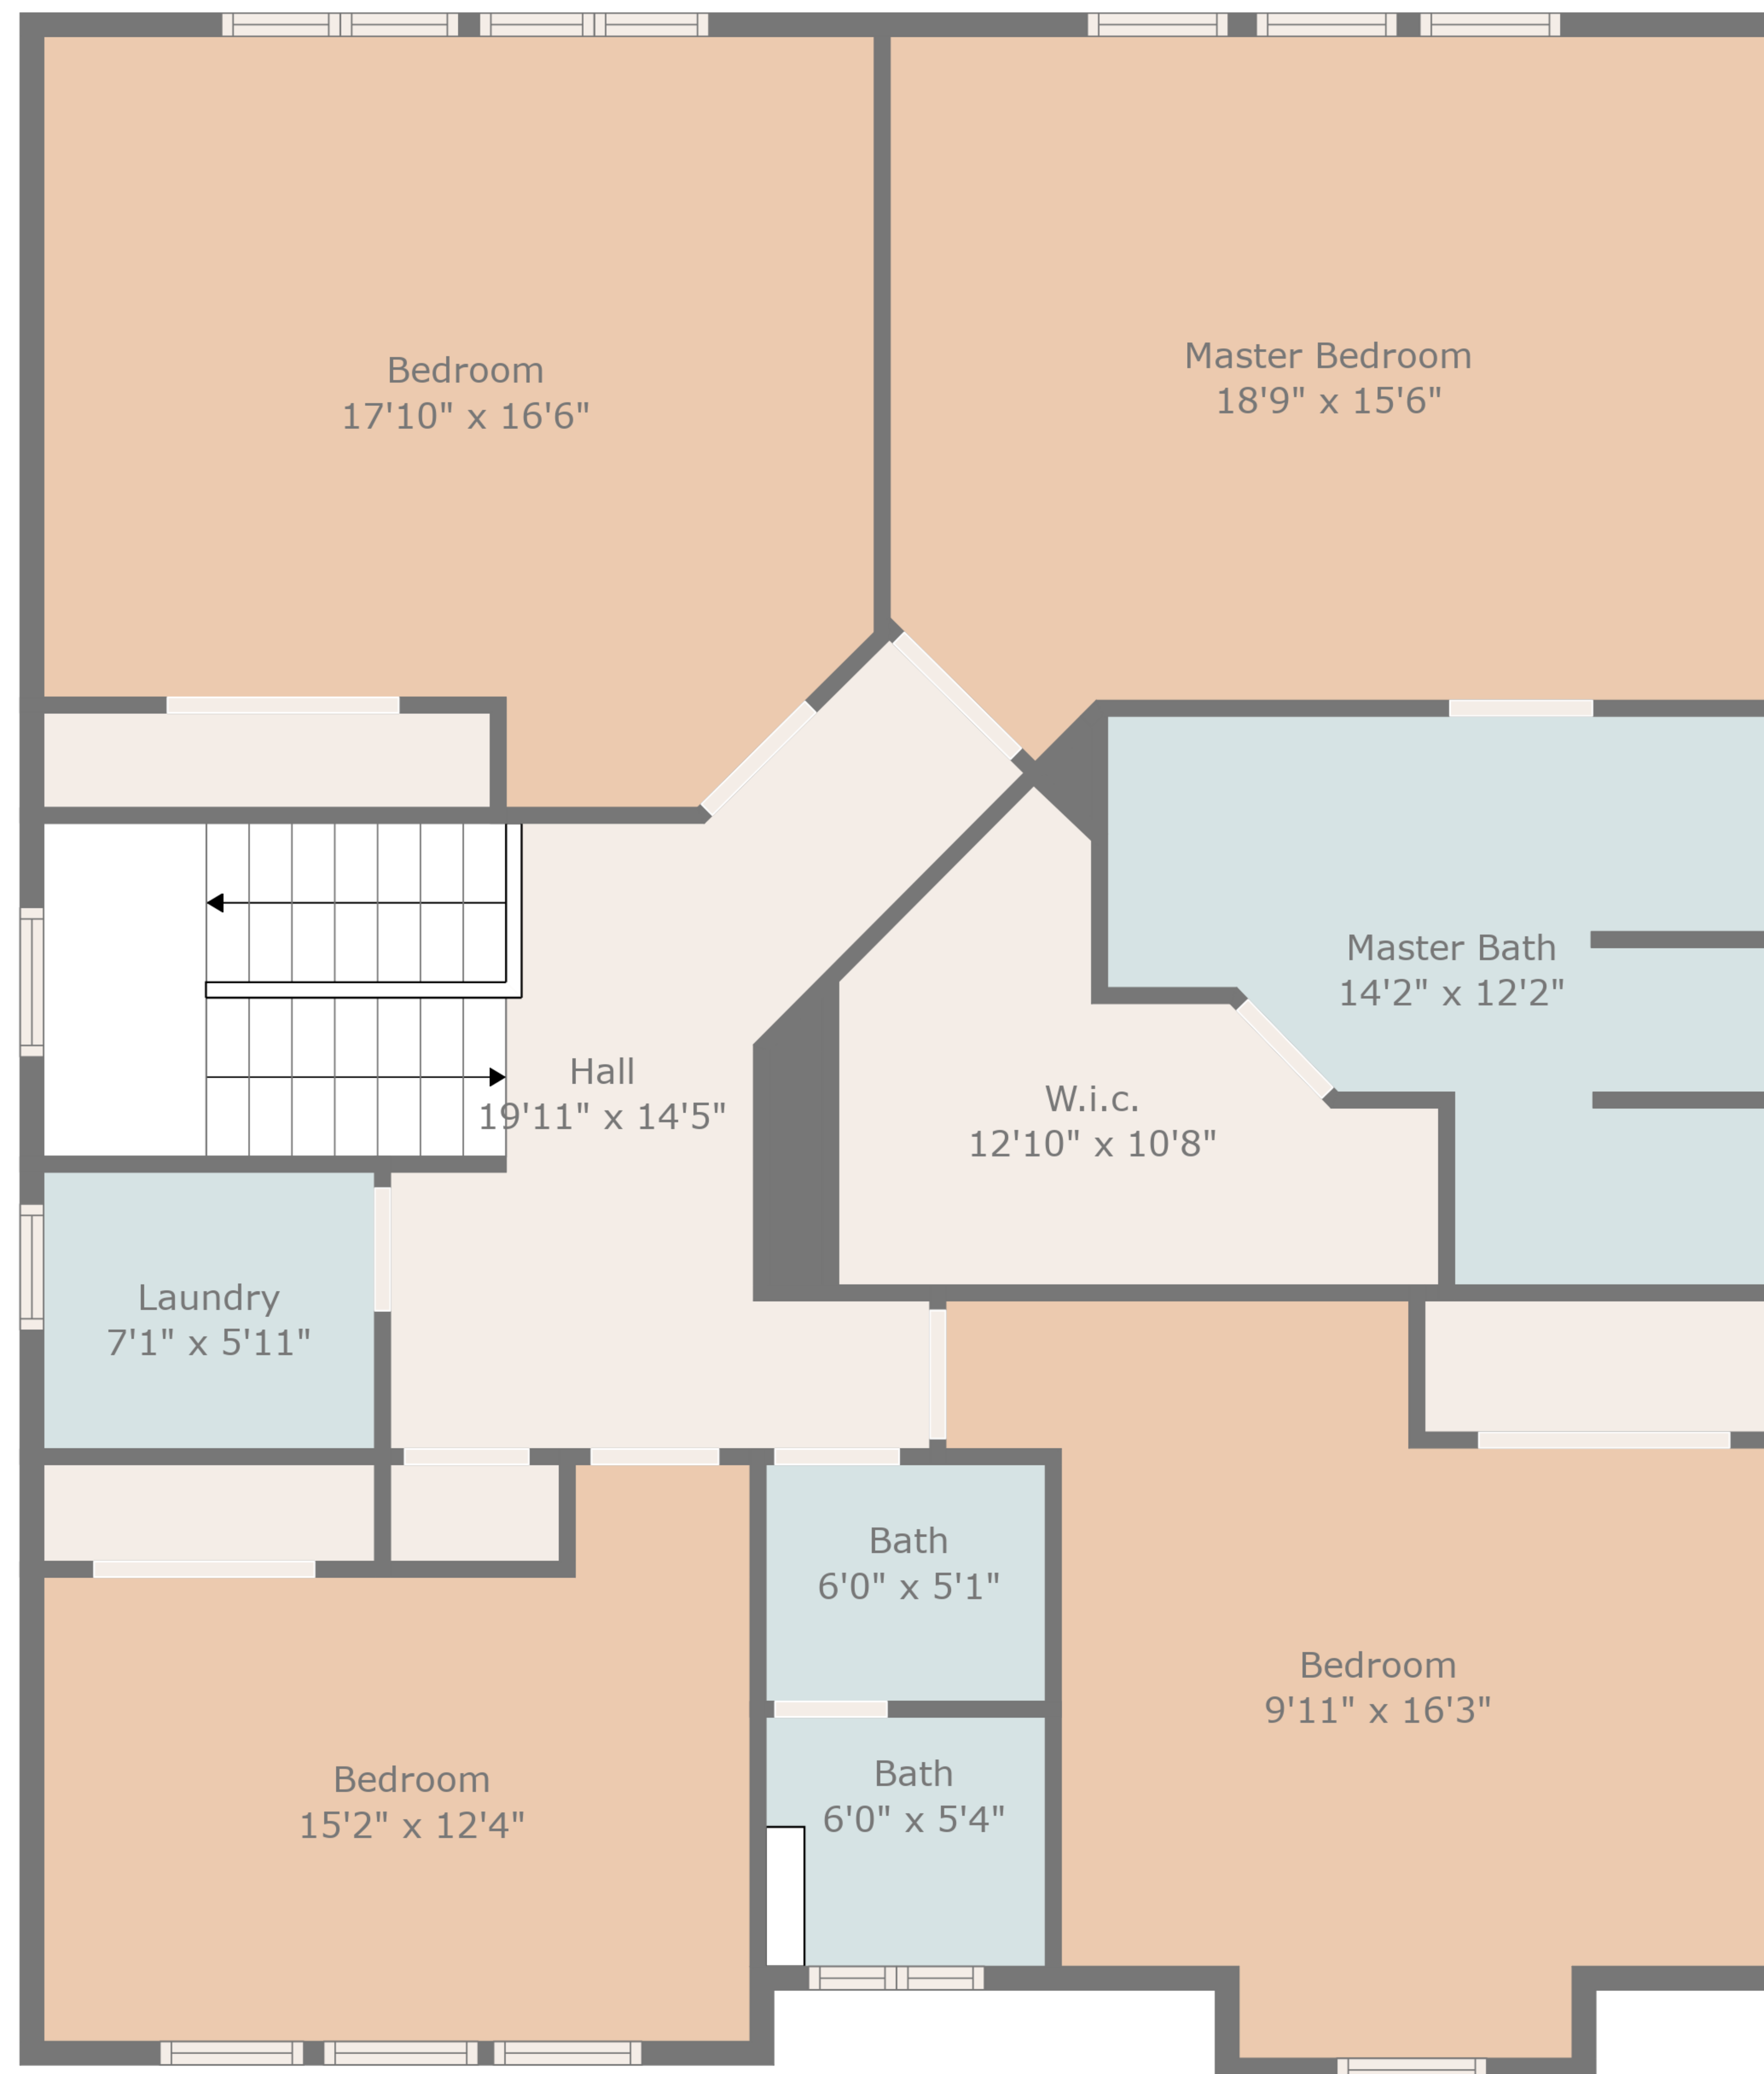 Bedroom
17'10" x 16'6"
Master Bedroom
18'9" x 15'6"
Master Bath
14'2" x 12'2"
Hall
19'11" x 14'5"
W.i.c.
12'10" x 10'8"
Laundry
7'1" x 5'11"
Bath
6'0" x 5'1"
Bedroom
9'11" x 16'3"
Bedroom
15'2" x 12'4"
Bath
6'0" x 5'4"